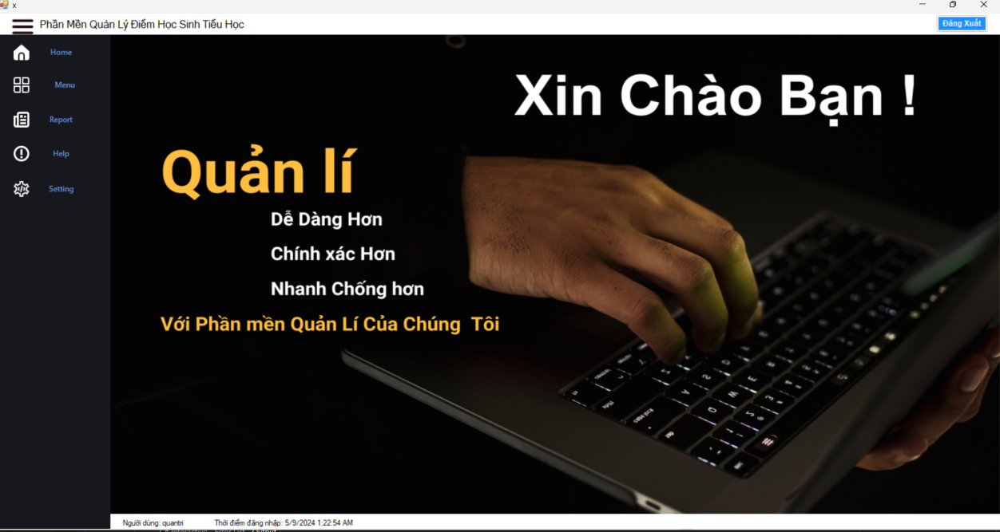 x
Phần Mền Quản Lý Điểm Học Sinh Tiểu Học
Đăng Xuất
Home
Menu
Report
Help
Setting
Xin Chào Bạn !
Quản lí
Dễ Dàng Hơn
Chính xác Hơn
Nhanh Chống hơn
Với Phần mền Quản Lí Của Chúng Tôi
Người dùng: quantri
Thời điểm đăng nhập: 5/9/2024 1:22:54 AM